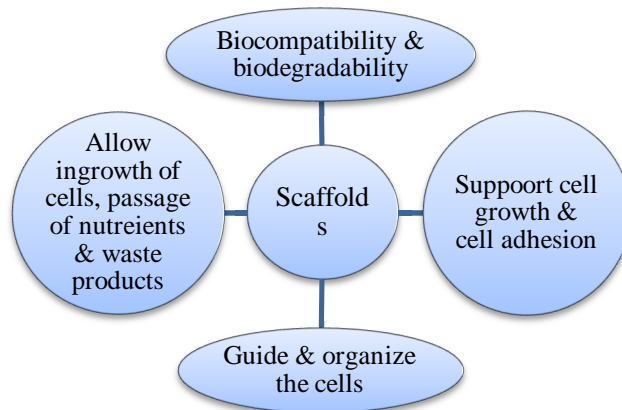 Biocompatibility &
biodegradability
Allow
ingrowth of
cells, passage
of nutreients
& waste
products
Scaffold
s
Suppoort cell
growth &
cell adhesion
Guide & organize
the cells